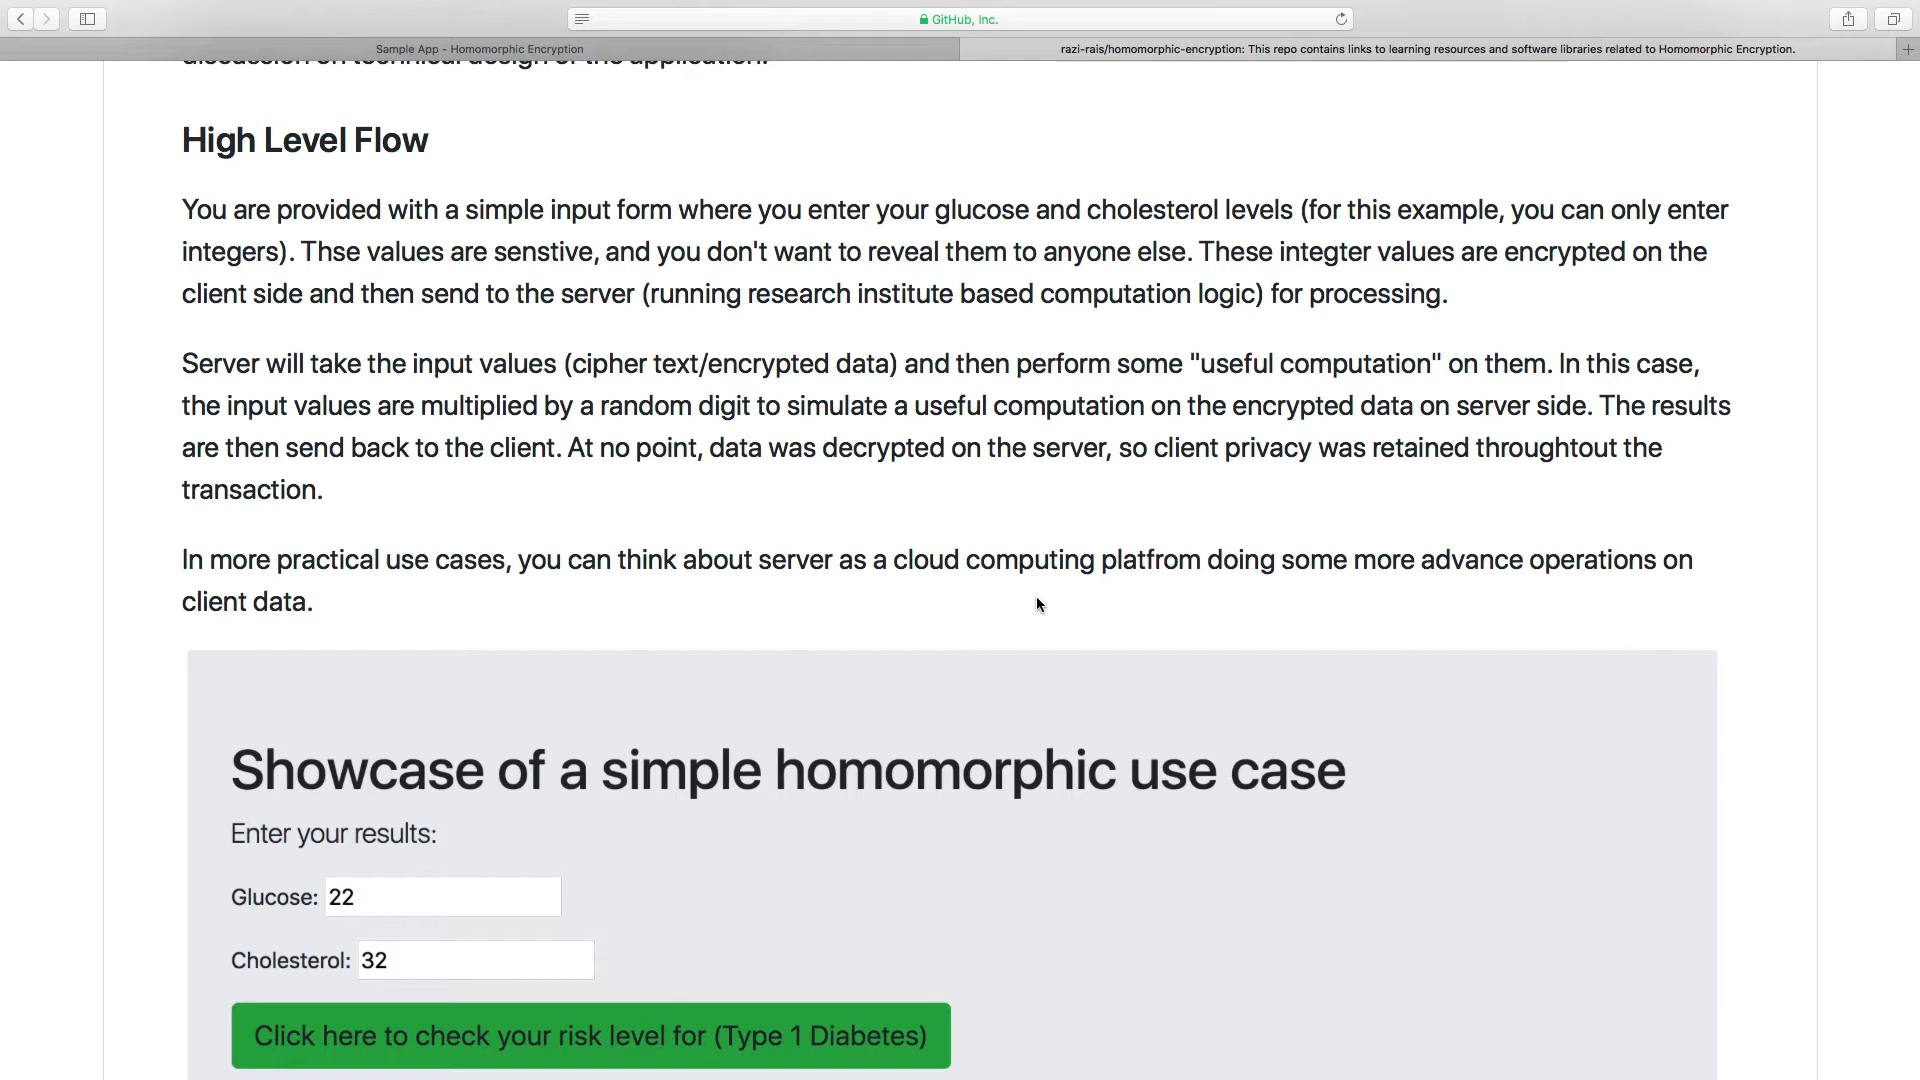 GitHub, Inc.
Sample App - Homomorphic Encryption
razi-rais/homomorphic-encryption: This repo contains links to learning resources and software libraries related to Homomorphic Encryption.
discussion on technical design of the application.
High Level Flow
You are provided with a simple input form where you enter your glucose and cholesterol levels (for this example, you can only enter
integers). Thse values are senstive, and you don't want to reveal them to anyone else. These integter values are encrypted on the
client side and then send to the server (running research institute based computation logic) for processing.
Server will take the input values (cipher text/encrypted data) and then perform some "useful computation" on them. In this case,
the input values are multiplied by a random digit to simulate a useful computation on the encrypted data on server side. The results
are then send back to the client. At no point, data was decrypted on the server, so client privacy was retained throughtout the
transaction.
In more practical use cases, you can think about server as a cloud computing platfrom doing some more advance operations on
client data.
Showcase of a simple homomorphic use case
Enter your results:
Glucose: 22
Cholesterol: 32
Click here to check your risk level for (Type 1 Diabetes)